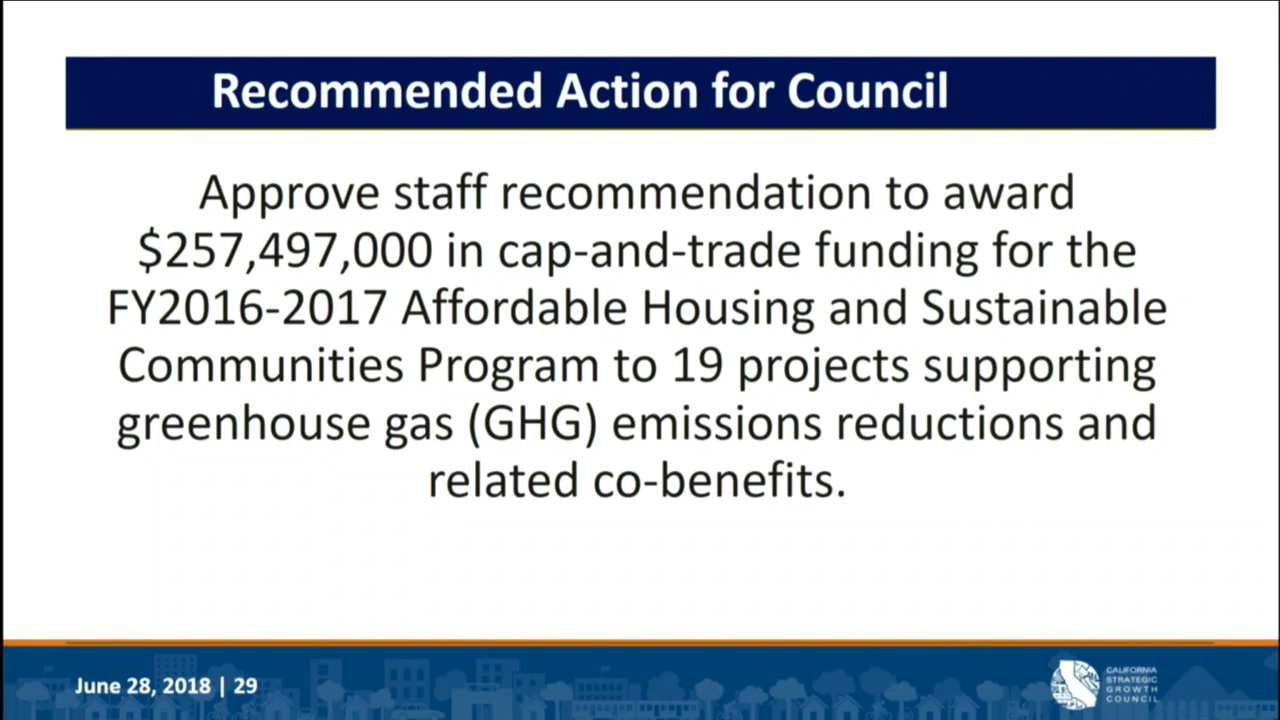 Recommended Action for Council
Approve staff recommendation to award
$257,497,000 in cap-and-trade funding for the
FY2016-2017 Affordable Housing and Sustainable
Communities Program to 19 projects supporting
greenhouse gas (GHG) emissions reductions and
related co-benefits.
June 28, 2018 | 29
CALIFORNIA
STRATEGIC
GROWTH
COUNCIL